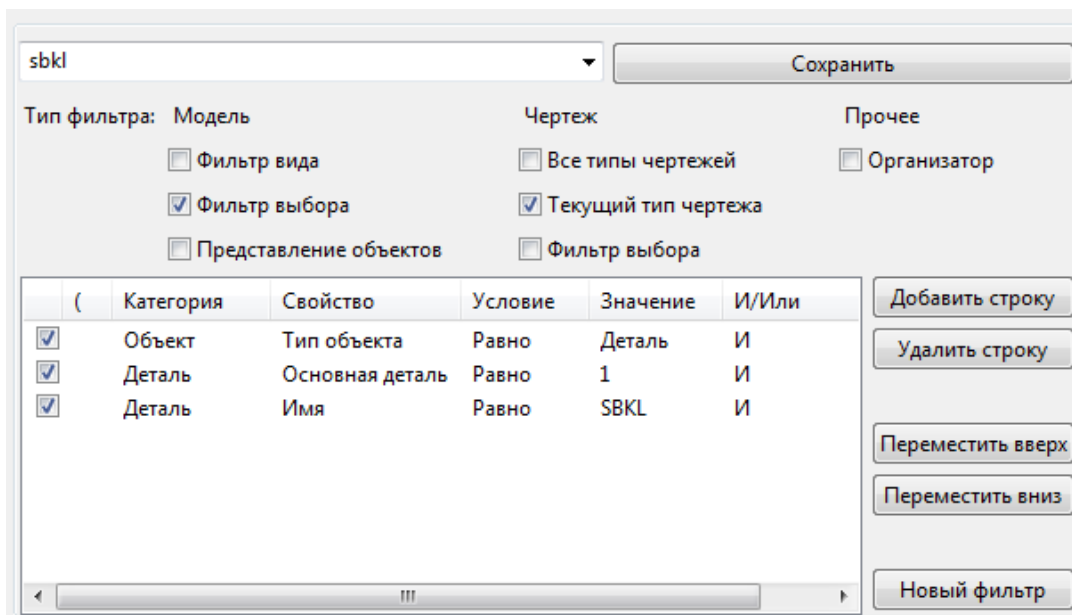 sbkl Сохранить
Тип фильтра: Модель Чертеж Прочее
Фильтр вида Все типы чертежей Организатор
Фильтр выбора Текущий тип чертежа
Представление объектов Фильтр выбора
( Категория Свойство Условие Значение И/Или Добавить строку
Объект Тип объекта Равно Деталь И
Удалить строку
Деталь Основная деталь Равно 1 И
Деталь Имя Равно SBKL И
Переместить вверх
Переместить вниз
Новый фильтр